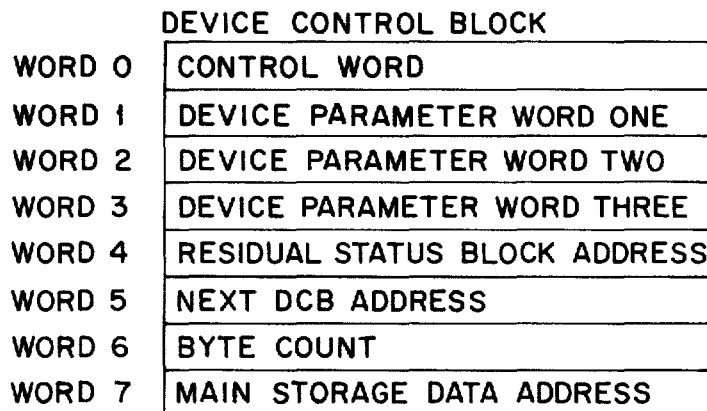 DEVICE CONTROL BLOCK
WORD 0 CONTROL WORD
WORD 1 DEVICE PARAMETER WORD ONE
WORD 2 DEVICE PARAMETER WORD TWO
WORD 3 DEVICE PARAMETER WORD THREE
WORD 4 RESIDUAL STATUS BLOCK ADDRESS
WORD 5 NEXT DCB ADDRESS
WORD 6 BYTE COUNT
WORD 7 MAIN STORAGE DATA ADDRESS